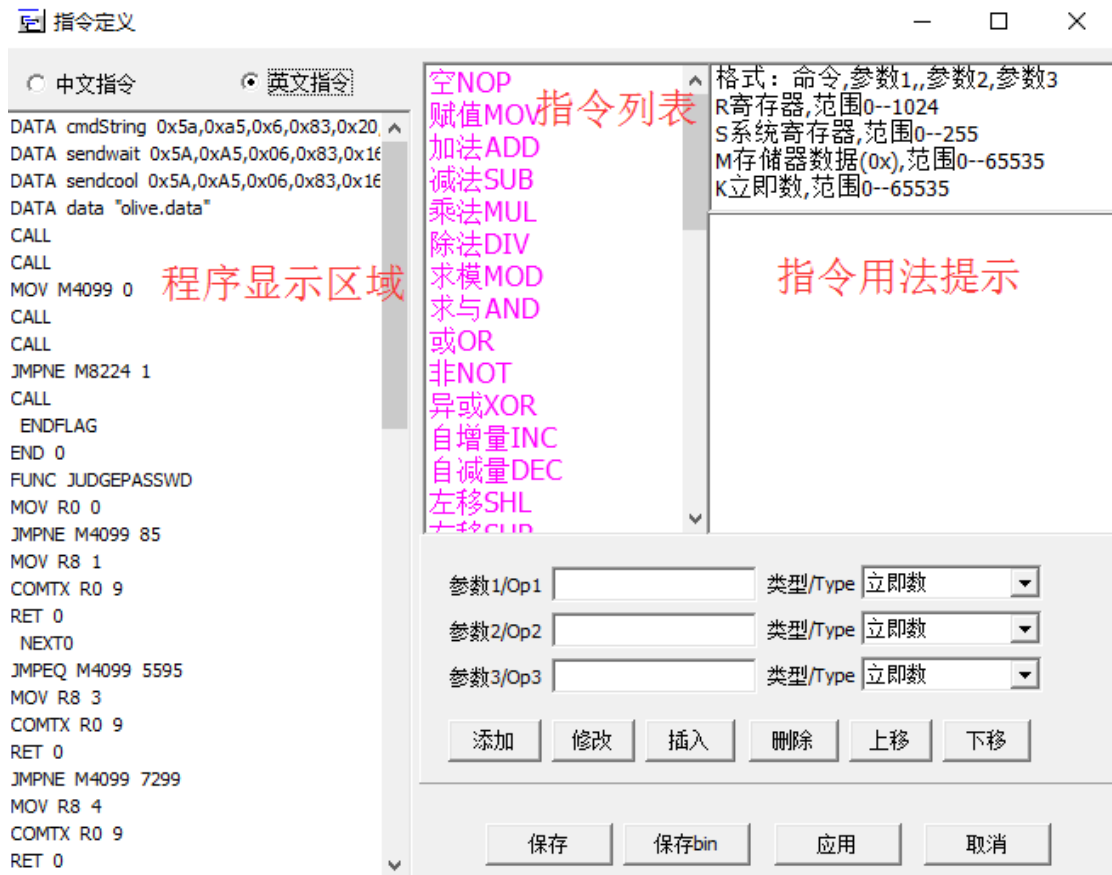 指令定义
中文指令
英文指令
DATA cmdString 0x5a,0xa5,0x6,0x83,0x20,
DATA sendwait 0x5A,0xA5,0x06,0x83,0x16
DATA sendcool 0x5A,0xA5,0x06,0x83,0x16
DATA data "olive.data"
CALL
CALL
MOV M4099 0
CALL
CALL
JMPNE M8224 1
CALL
ENDFLAG
END 0
FUNC JUDGEPASSWD
MOV R0 0
JMPNE M4099 85
MOV R8 1
COMTX R0 9
RET 0
NEXT0
JMPEQ M4099 5595
MOV R8 3
COMTX R0 9
RET 0
JMPNE M4099 7299
MOV R8 4
COMTX R0 9
RET 0
程序显示区域
空NOP
赋值MOV
加法ADD
减法SUB
乘法MUL
除法DIV
求模MOD
求与AND
或OR
非NOT
异或XOR
自增量INC
自减量DEC
左移SHL
指令列表
格式：命令,参数1,,参数2,参数3
R寄存器,范围0--1024
S系统寄存器,范围0--255
M存储器数据(0x),范围0--65535
K立即数,范围0--65535
指令用法提示
参数1/Op1 类型/Type 立即数
参数2/Op2 类型/Type 立即数
参数3/Op3 类型/Type 立即数
添加 修改 插入 删除 上移 下移
保存 保存bin 应用 取消